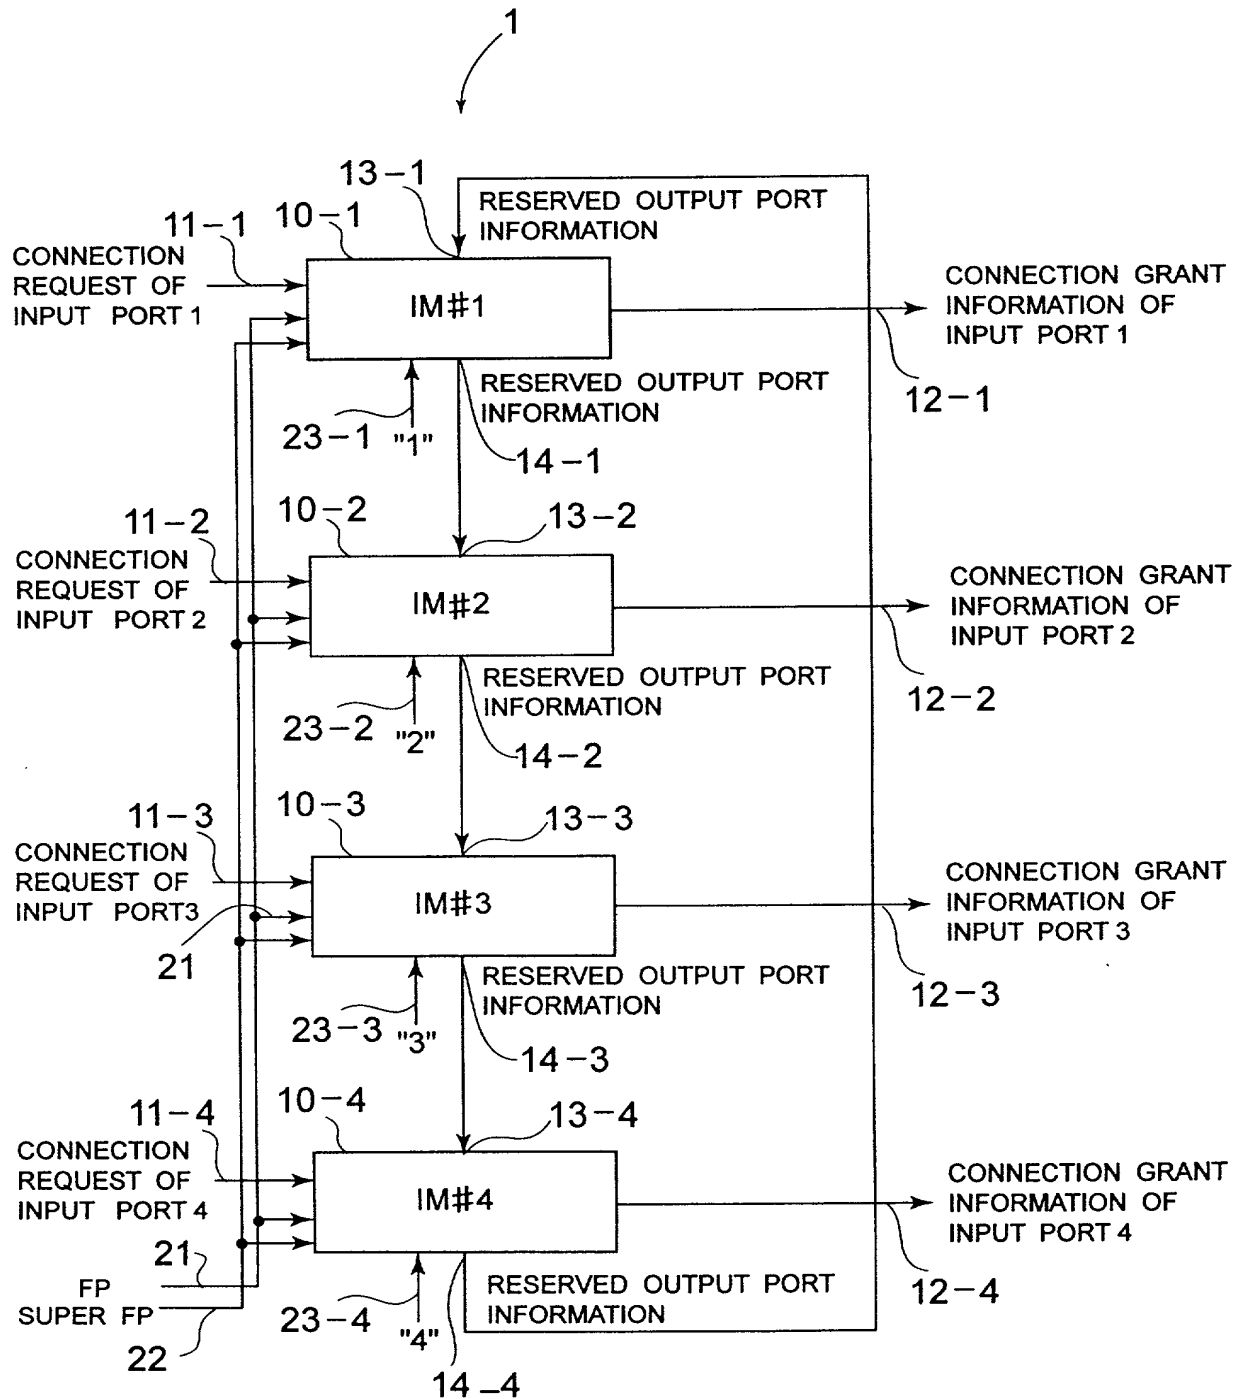 1
13-1
RESERVED OUTPUT PORT
INFORMATION
10-1
11-1
CONNECTION
REQUEST OF
INPUT PORT 1
IM#1
CONNECTION GRANT
INFORMATION OF
INPUT PORT 1
12-1
RESERVED OUTPUT PORT
INFORMATION
23-1
"1"
14-1
10-2
13-2
11-2
CONNECTION
REQUEST OF
INPUT PORT 2
IM#2
CONNECTION GRANT
INFORMATION OF
INPUT PORT 2
12-2
RESERVED OUTPUT PORT
INFORMATION
23-2
"2"
14-2
10-3
13-3
11-3
CONNECTION
REQUEST OF
INPUT PORT3
21
IM#3
CONNECTION GRANT
INFORMATION OF
INPUT PORT 3
12-3
RESERVED OUTPUT PORT
INFORMATION
23-3
"3"
14-3
10-4
13-4
11-4
CONNECTION
REQUEST OF
INPUT PORT 4
IM#4
CONNECTION GRANT
INFORMATION OF
INPUT PORT 4
12-4
21
FP
SUPER FP
22
RESERVED OUTPUT PORT
INFORMATION
23-4
"4"
14-4